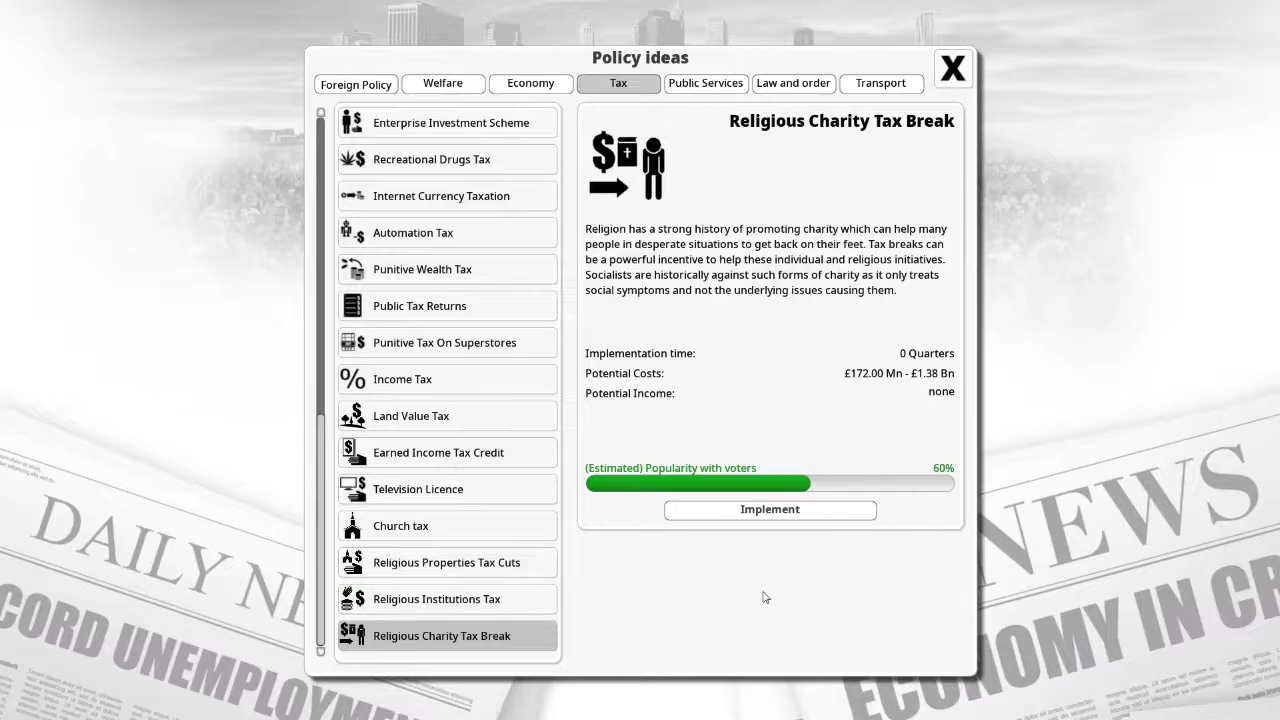 Policy ideas
X
Foreign Policy
Welfare
Economy
Tax
Public Services
Law and order
Transport
Enterprise Investment Scheme
Recreational Drugs Tax
Internet Currency Taxation
Automation Tax
Punitive Wealth Tax
Public Tax Returns
Punitive Tax On Superstores
Income Tax
Land Value Tax
Earned Income Tax Credit
Television Licence
Church tax
Religious Properties Tax Cuts
Religious Institutions Tax
Religious Charity Tax Break
Religious Charity Tax Break
Religion has a strong history of promoting charity which can help many
people in desperate situations to get back on their feet. Tax breaks can
be a powerful incentive to help these individual and religious initiatives.
Socialists are historically against such forms of charity as it only treats
social symptoms and not the underlying issues causing them.
Implementation time: 0 Quarters
Potential Costs: £172.00 Mn - £1.38 Bn
Potential Income: none
(Estimated) Popularity with voters 60%
Implement
DAILY NE
CORD UNEMPLOYM
NEWS
ECONOMY IN CR